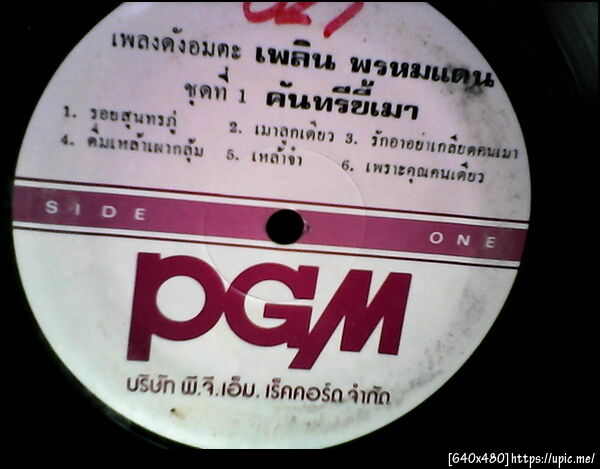 027
เพลงดังอมตะ เพลิน พรหมแดน
ชุดที่ 1 คันทรีขี้เมา
1. รอยสุนทรภู่ 2. เมาลูกเดียว 3. รักอาอย่าเกลียดคนเมา
4. ดื่มเหล้าเผากลุ้ม 5. เหล้าจ๋า 6. เพราะคุณคนเดียว
SIDE ONE
PGM
บริษัท พี.จี.เอ็ม. เร็คคอร์ด จำกัด
[640x480]https://upic.me/